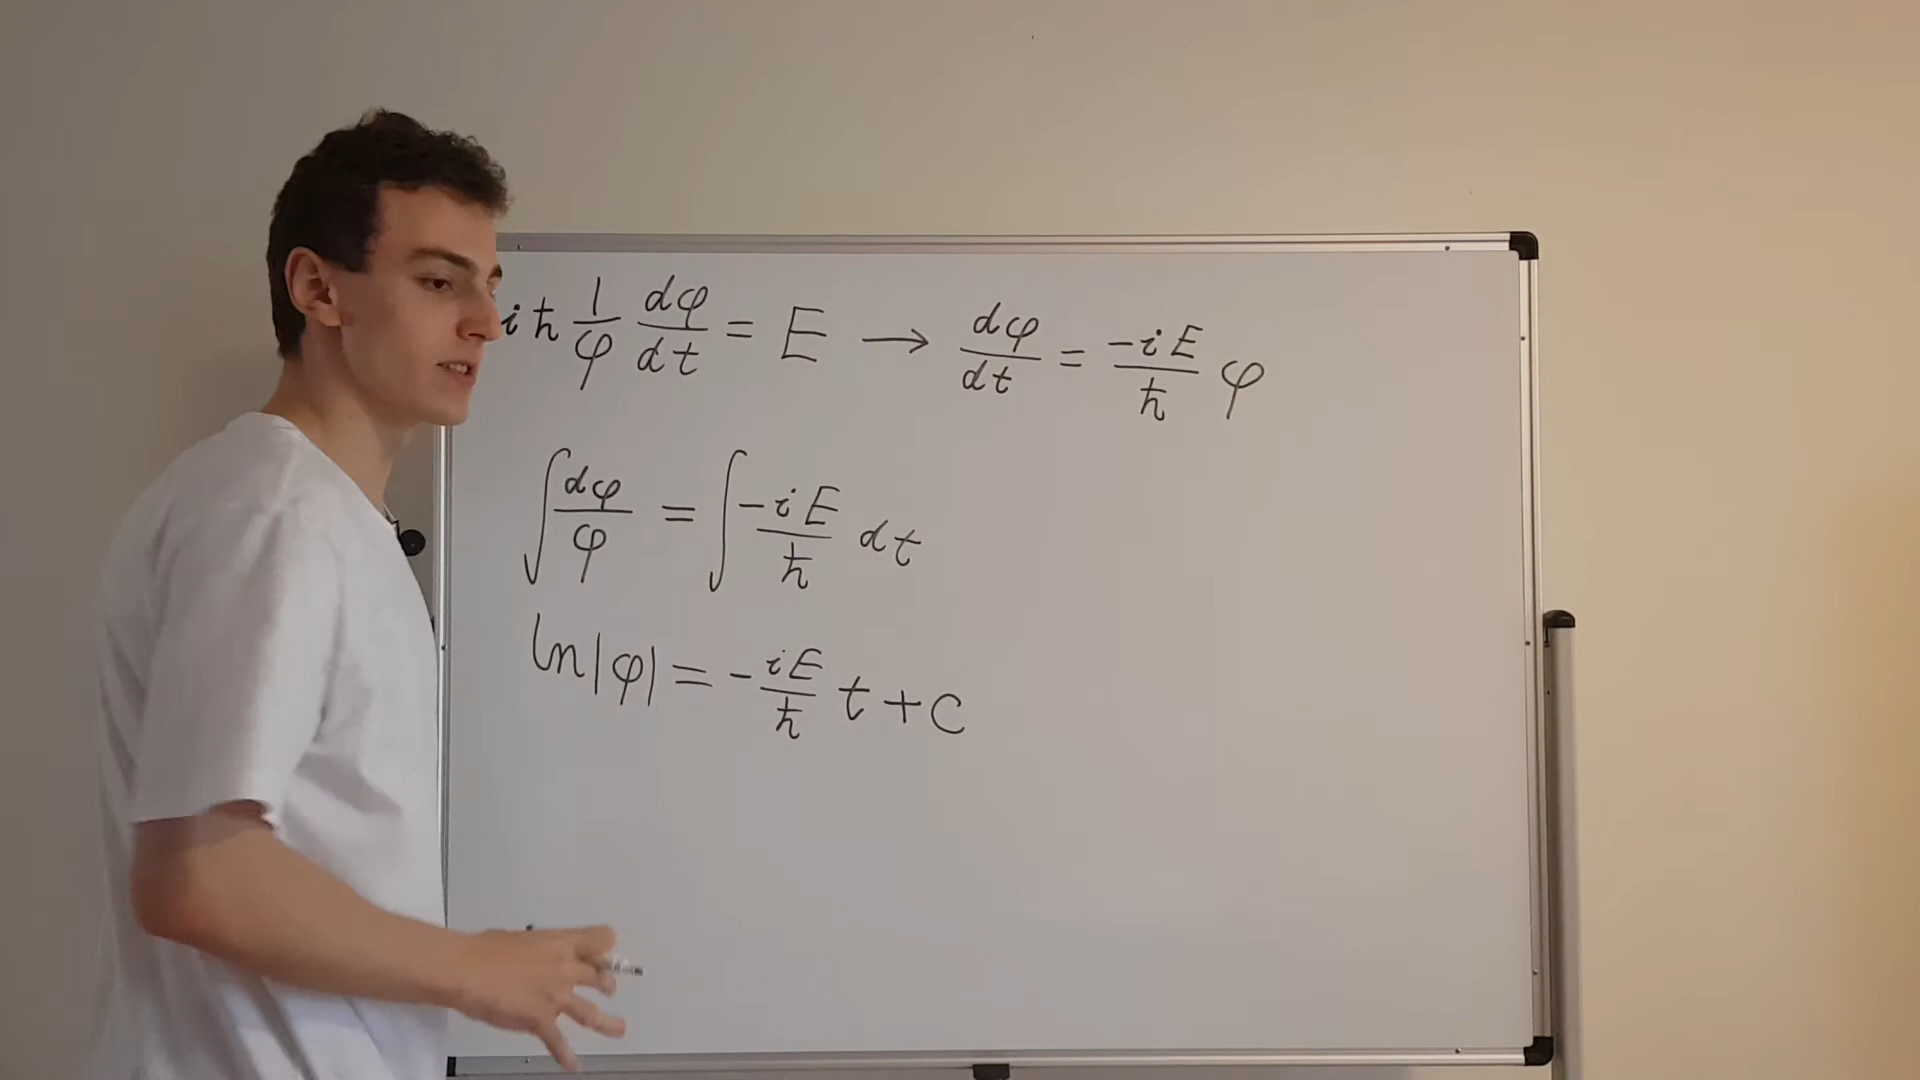 iħ 1/φ dφ/dt = E → dφ/dt = -iE/ħ φ
∫ dφ/φ = ∫ -iE/ħ dt
ln|φ| = -iE/ħ t + C